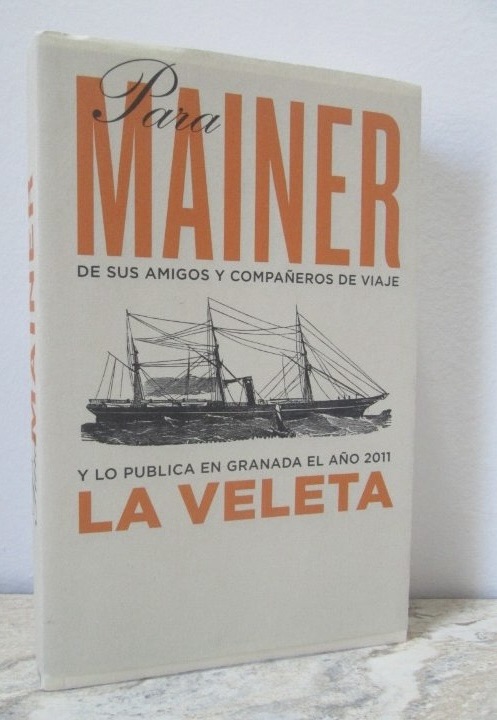 Para
MAINER
DE SUS AMIGOS Y COMPAÑEROS DE VIAJE
Y LO PUBLICA EN GRANADA EL AÑO 2011
LA VELETA
MAINER